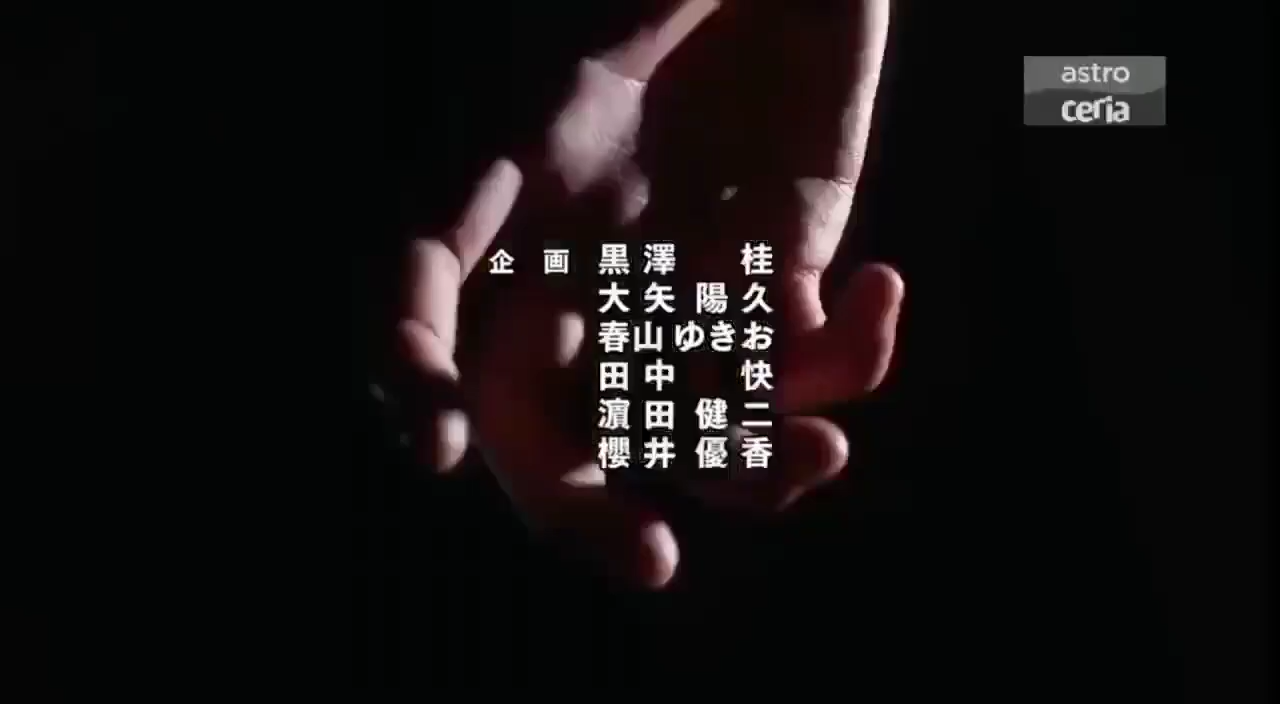 astro
ceria
企 画 黒澤 桂
大矢陽久
春山ゆきお
田中 快
濵田健二
櫻井優香